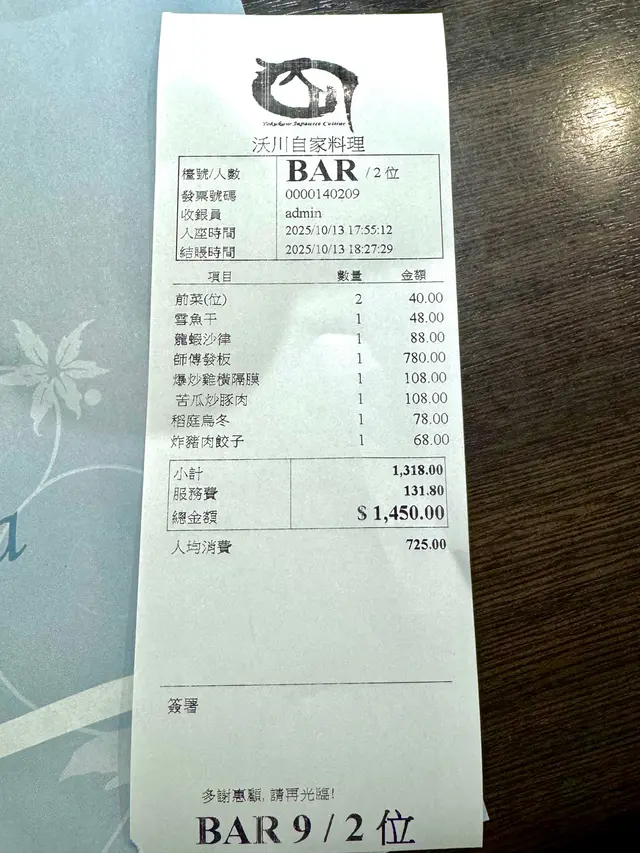 Yokukawa Japanese Cuisine
沃川自家料理
檯號/人數 BAR / 2 位
發票號碼 0000140209
收銀員 admin
入座時間 2025/10/13 17:55:12
結賬時間 2025/10/13 18:27:29
項目 數量 金額
前菜(位) 2 40.00
雪魚干 1 48.00
龍蝦沙律 1 88.00
師傅發板 1 780.00
爆炒雞橫隔膜 1 108.00
苦瓜炒豚肉 1 108.00
稻庭烏冬 1 78.00
炸豬肉餃子 1 68.00
小計 1,318.00
服務費 131.80
總金額 $ 1,450.00
人均消費 725.00
簽署
多謝惠顧, 請再光臨!
BAR 9 / 2 位
a